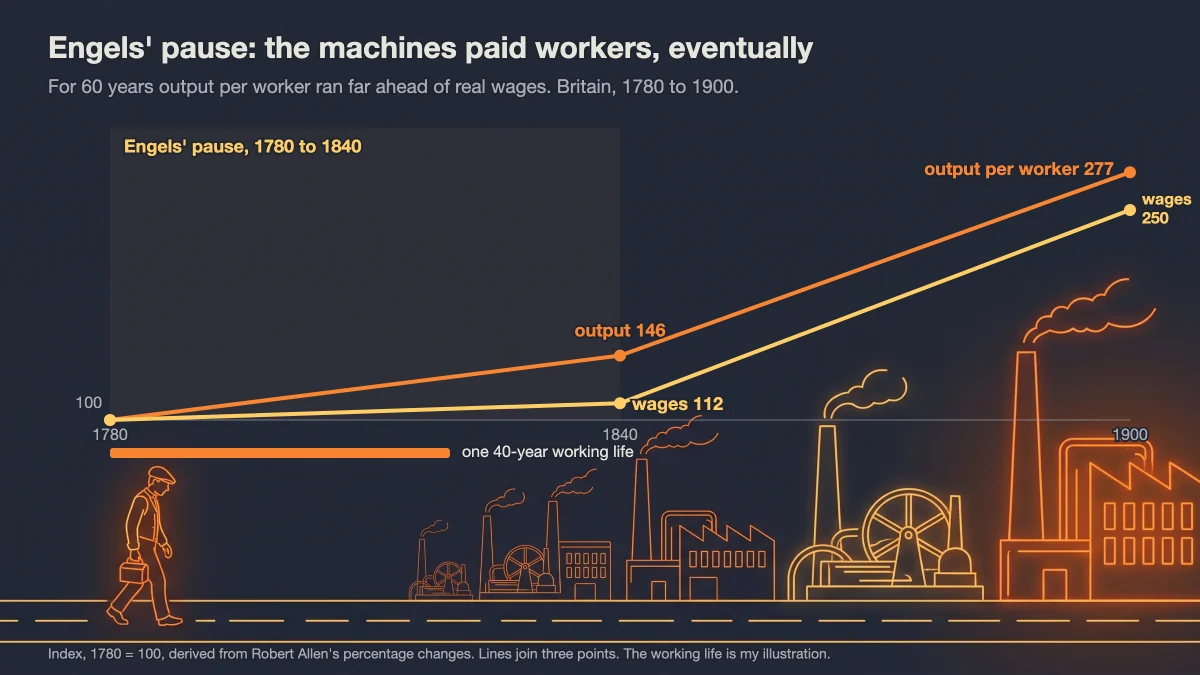 Engels' pause: the machines paid workers, eventually
For 60 years output per worker ran far ahead of real wages. Britain, 1780 to 1900.
Engels' pause, 1780 to 1840
output per worker 277
wages
250
output 146
100
wages 112
1780
1840
1900
one 40-year working life
Index, 1780 = 100, derived from Robert Allen's percentage changes. Lines join three points. The working life is my illustration.